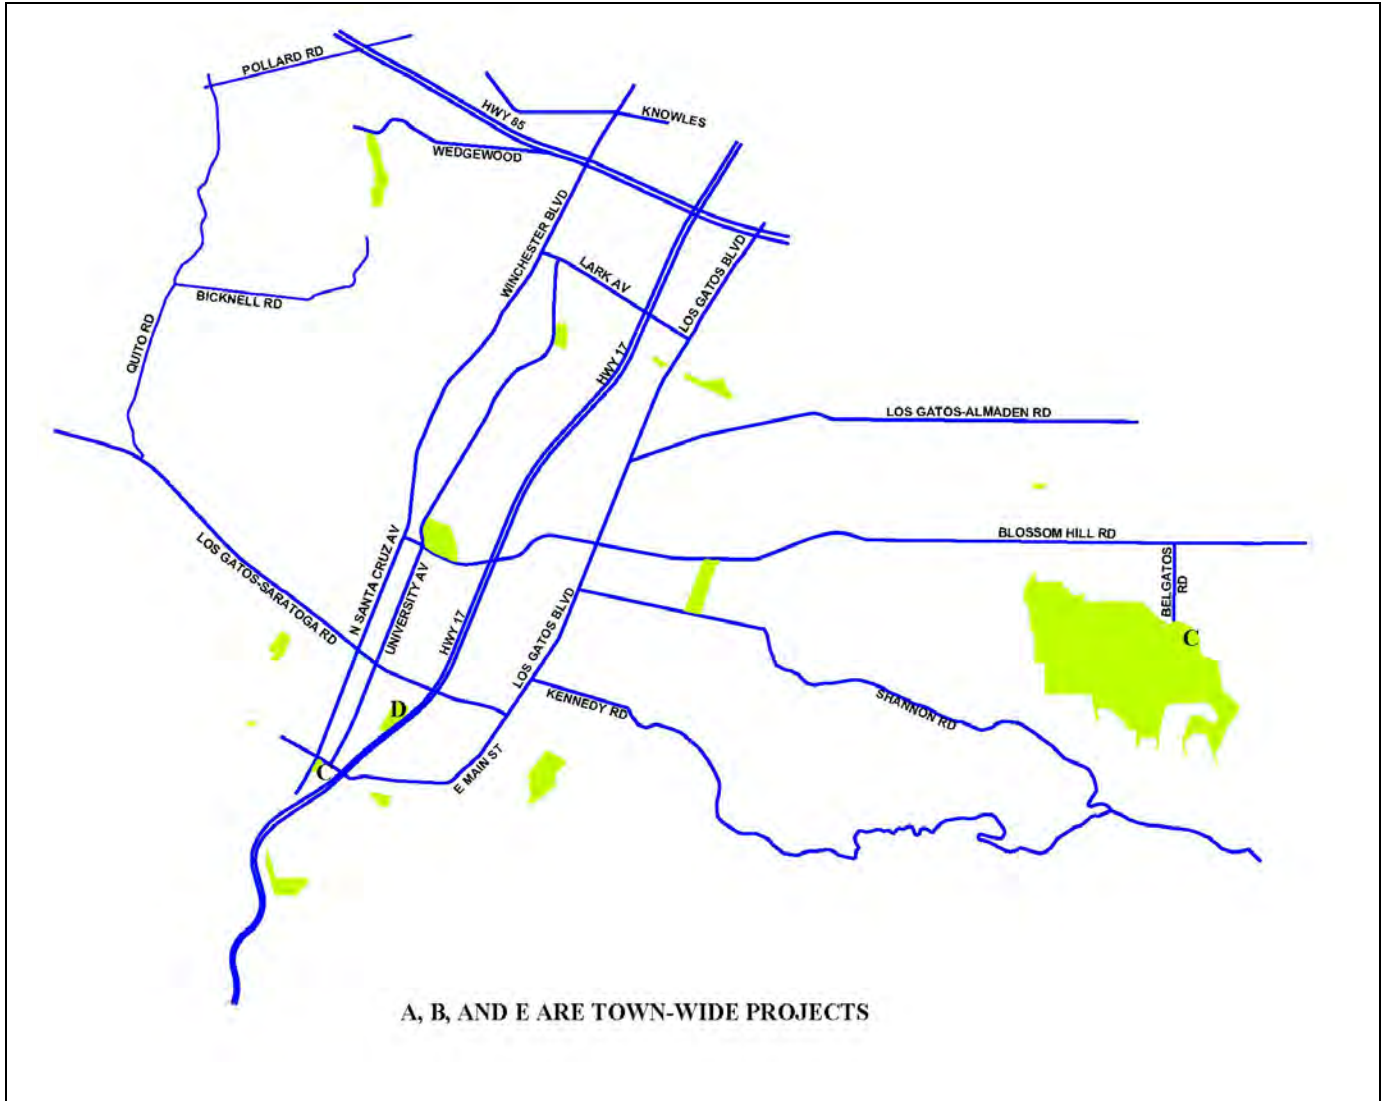 POLLARD RD
HWY 85
KNOWLES
WEDGEWOOD
WINCHESTER BLVD
LARK AV
LOS GATOS BLVD
BICKNELL RD
QUITO RD
HWY 17
LOS GATOS-ALMADEN RD
BLOSSOM HILL RD
BELGATOS
RD
C
LOS GATOS-SARATOGA RD
N SANTA CRUZ AV
UNIVERSITY AV
HWY 17
LOS GATOS BLVD
KENNEDY RD
SHANNON RD
D
C
E MAIN ST
A, B, AND E ARE TOWN-WIDE PROJECTS